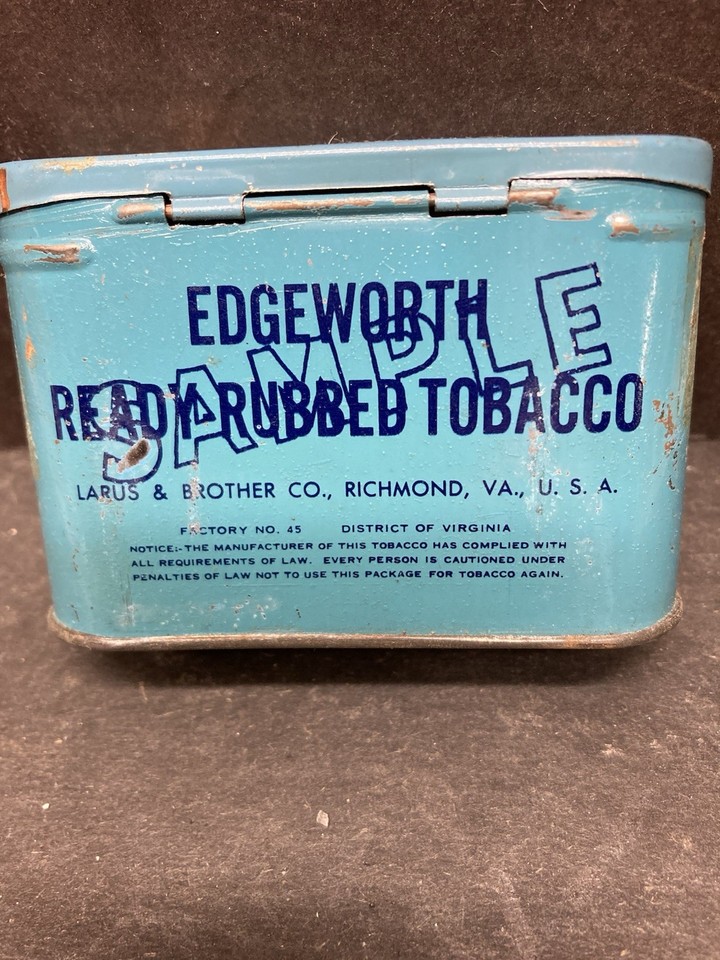 EDGEWORTH
READY-RUBBED TOBACCO
SAMPLE
LARUS & BROTHER CO., RICHMOND, VA., U. S. A.
FACTORY NO. 45 DISTRICT OF VIRGINIA
NOTICE:-THE MANUFACTURER OF THIS TOBACCO HAS COMPLIED WITH
ALL REQUIREMENTS OF LAW. EVERY PERSON IS CAUTIONED UNDER
PENALTIES OF LAW NOT TO USE THIS PACKAGE FOR TOBACCO AGAIN.